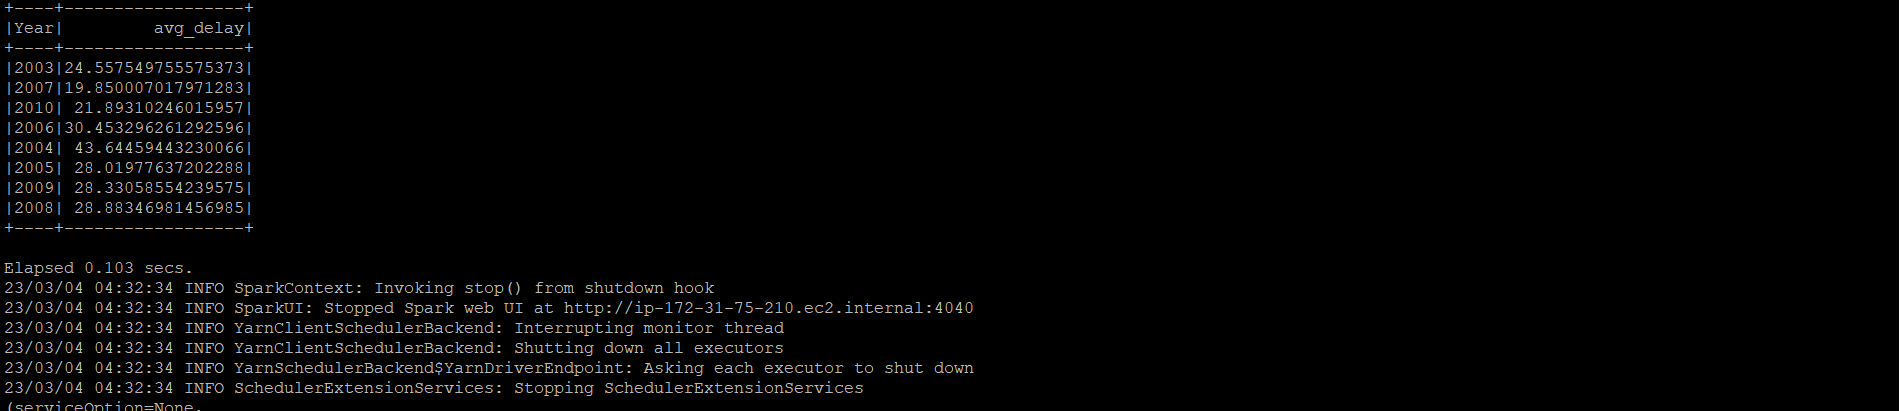 +----+------------------+
|Year|         avg_delay|
+----+------------------+
|2003|24.557549755575373|
|2007|19.850007017971283|
|2010| 21.89310246015957|
|2006|30.453296261292596|
|2004| 43.64459443230066|
|2005| 28.01977637202288|
|2009| 28.33058554239575|
|2008| 28.88346981456985|
+----+------------------+
Elapsed 0.103 secs.
23/03/04 04:32:34 INFO SparkContext: Invoking stop() from shutdown hook
23/03/04 04:32:34 INFO SparkUI: Stopped Spark web UI at http://ip-172-31-75-210.ec2.internal:4040
23/03/04 04:32:34 INFO YarnClientSchedulerBackend: Interrupting monitor thread
23/03/04 04:32:34 INFO YarnClientSchedulerBackend: Shutting down all executors
23/03/04 04:32:34 INFO YarnSchedulerBackend$YarnDriverEndpoint: Asking each executor to shut down
23/03/04 04:32:34 INFO SchedulerExtensionServices: Stopping SchedulerExtensionServices
(serviceOption=None,